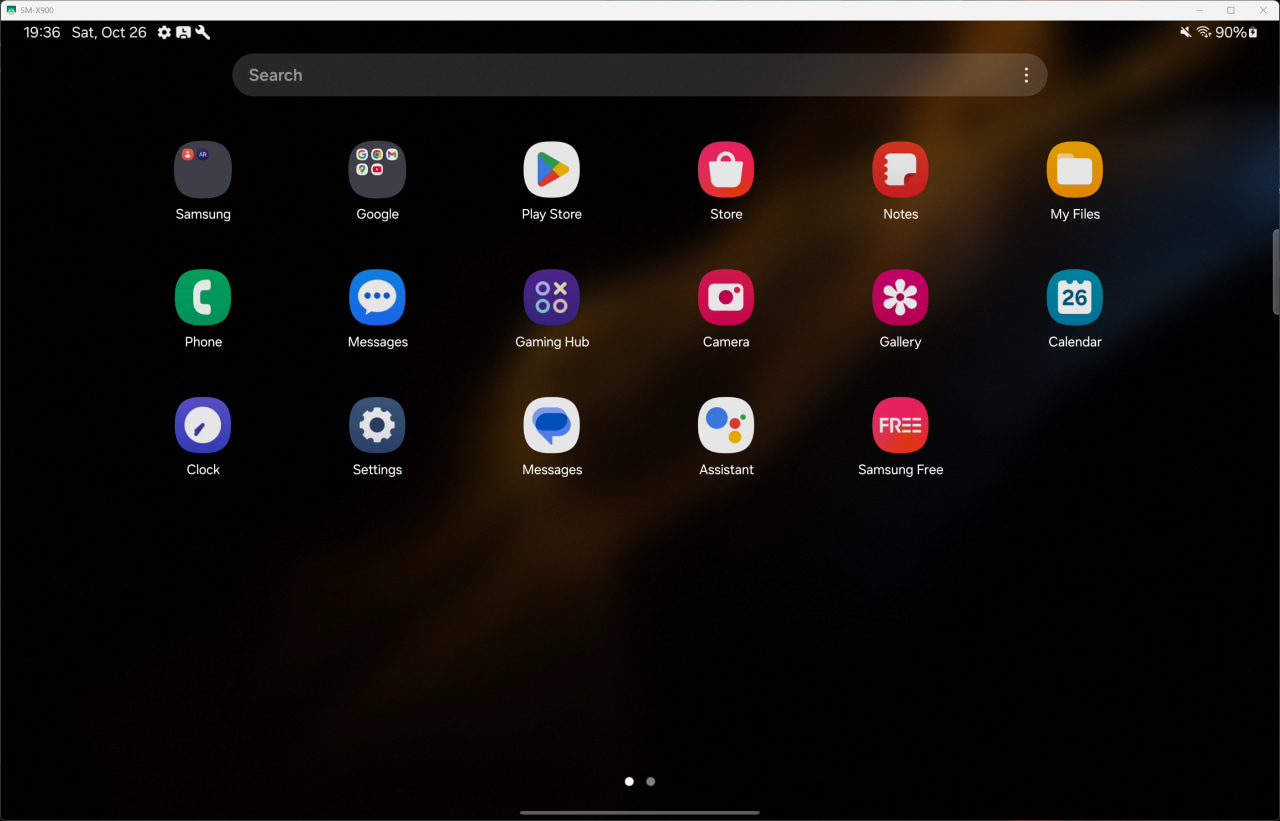 SM-X900
19:36 Sat, Oct 26 90%
Search
AR
Samsung Google Play Store Store Notes My Files
26
Phone Messages Gaming Hub Camera Gallery Calendar
FREE
Clock Settings Messages Assistant Samsung Free